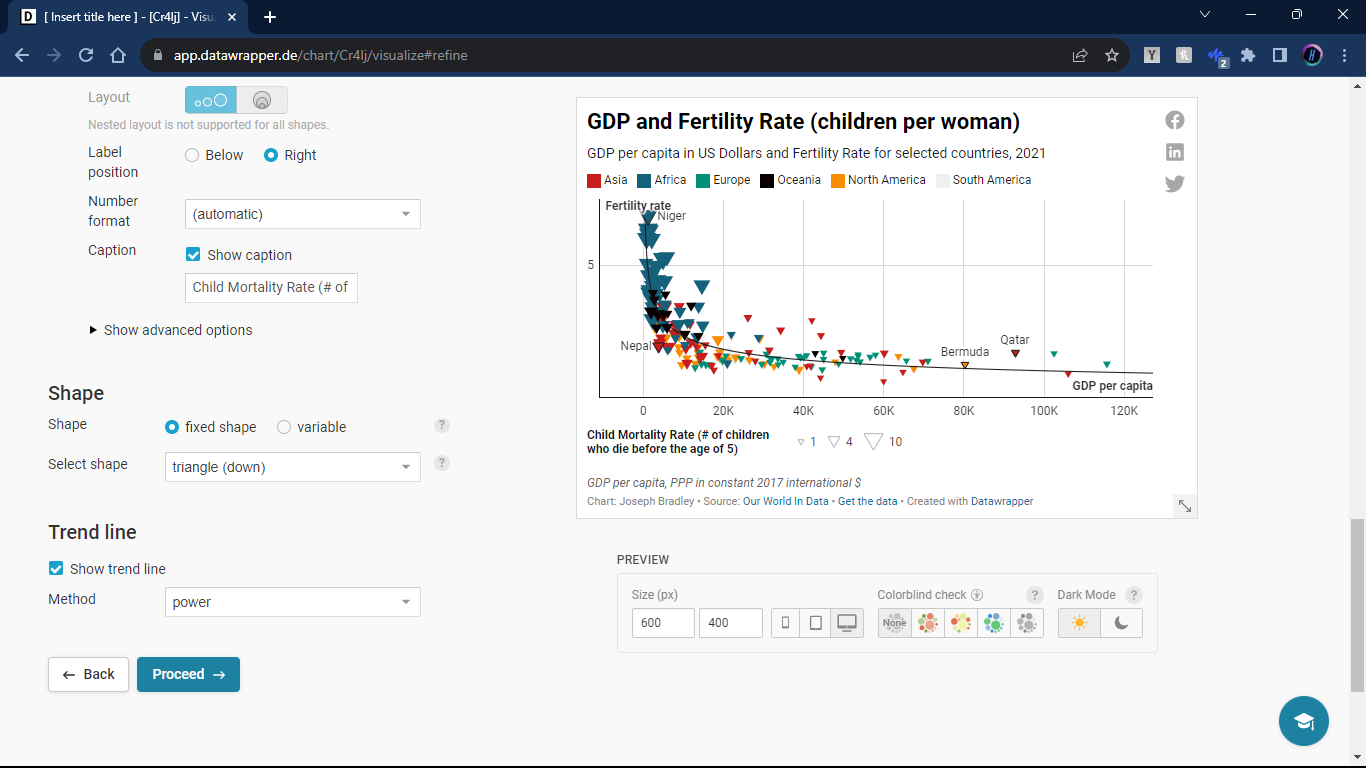 [ Insert title here ] - [Cr4lj] - Visu
app.datawrapper.de/chart/Cr4lj/visualize#refine
2
Layout
Nested layout is not supported for all shapes.
Label position
Below
Right
Number format
(automatic)
Caption
Show caption
Child Mortality Rate (# of
Show advanced options
Shape
Shape
fixed shape
variable
?
Select shape
triangle (down)
?
Trend line
Show trend line
Method
power
← Back
Proceed →
GDP and Fertility Rate (children per woman)
GDP per capita in US Dollars and Fertility Rate for selected countries, 2021
Asia
Africa
Europe
Oceania
North America
South America
Fertility rate
Niger
5
Nepal
Qatar
Bermuda
GDP per capita
0
20K
40K
60K
80K
100K
120K
Child Mortality Rate (# of children
who die before the age of 5)
1
4
10
GDP per capita, PPP in constant 2017 international $
Chart: Joseph Bradley • Source: Our World In Data • Get the data • Created with Datawrapper
PREVIEW
Size (px)
600
400
Colorblind check
?
None
Dark Mode
?